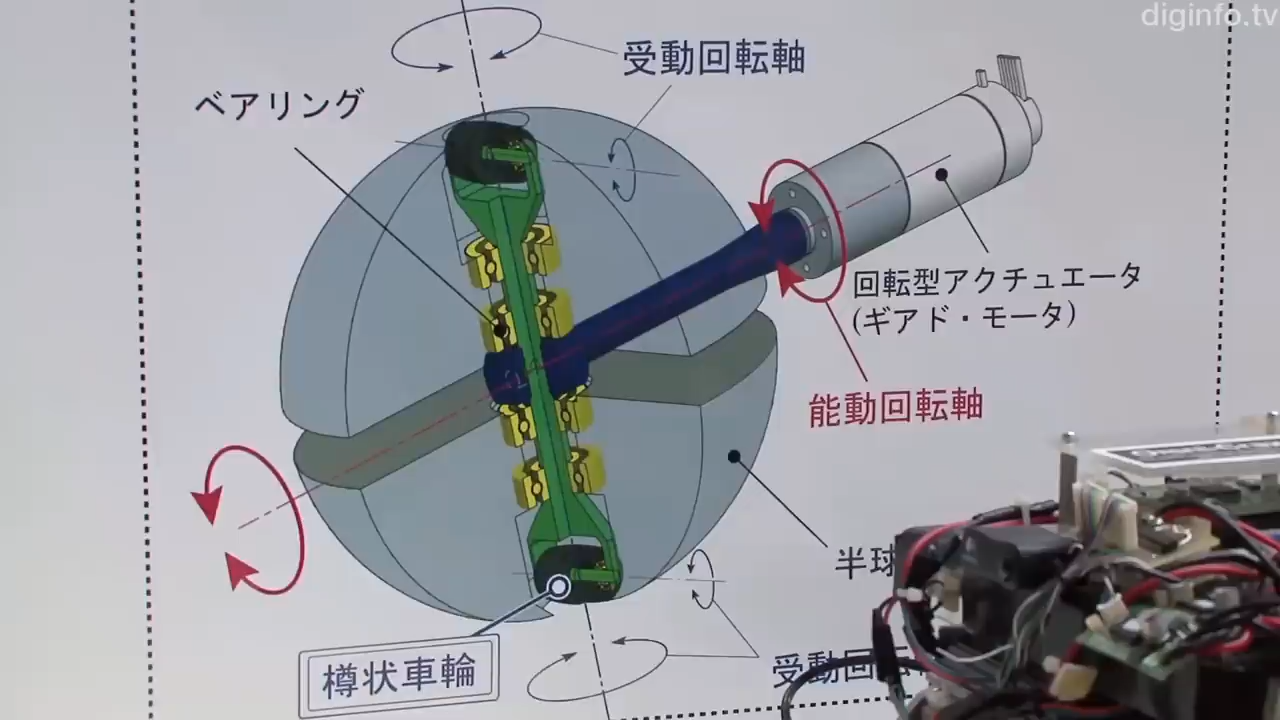 diginfo.tv
受動回転軸
ベアリング
回転型アクチュエータ
(ギアド・モータ)
能動回転軸
半球
樽状車輪
受動回転